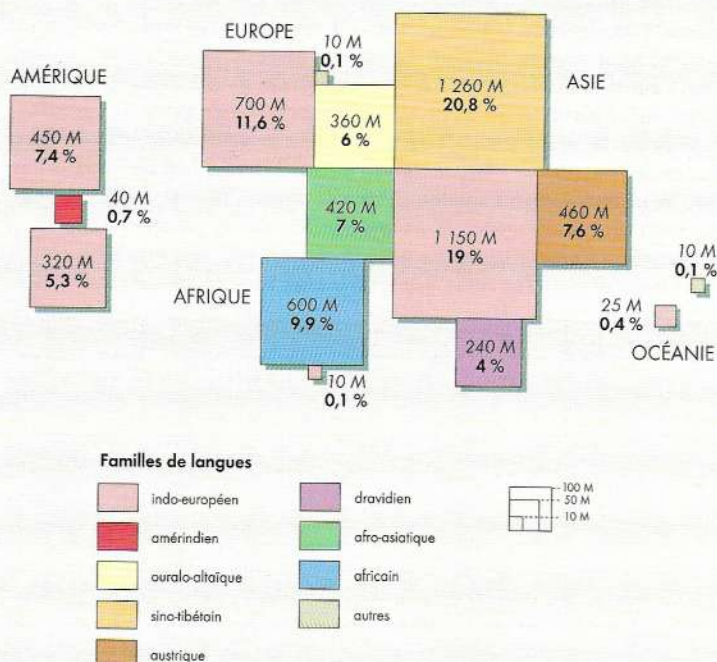 AMÉRIQUE
450 M
7,4 %
40 M
0,7 %
320 M
5,3 %
EUROPE
10 M
0,1 %
700 M
11,6 %
360 M
6 %
1 260 M
20,8 %
ASIE
420 M
7 %
1 150 M
19 %
460 M
7,6 %
AFRIQUE
600 M
9,9 %
10 M
0,1 %
240 M
4 %
10 M
0,1 %
25 M
0,4 %
OCÉANIE
Familles de langues
indo-européen
amérindien
ouralo-altaïque
sino-tibétain
austrique
dravidien
afro-asiatique
africain
autres
100 M
50 M
10 M